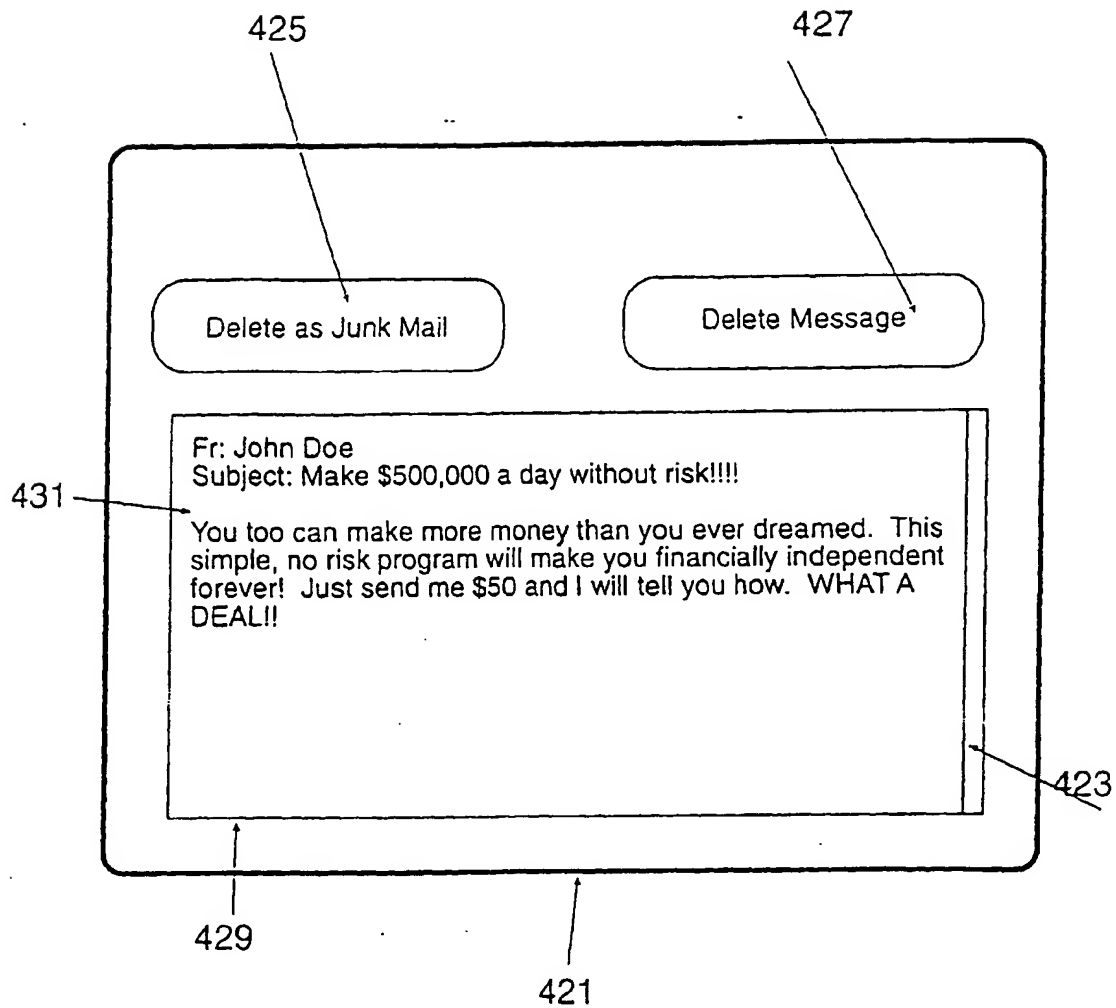 425
427
Delete as Junk Mail
Delete Message
Fr: John Doe
Subject: Make $500,000 a day without risk!!!!
431
You too can make more money than you ever dreamed. This
simple, no risk program will make you financially independent
forever! Just send me $50 and I will tell you how. WHAT A
DEAL!!
423
429
421